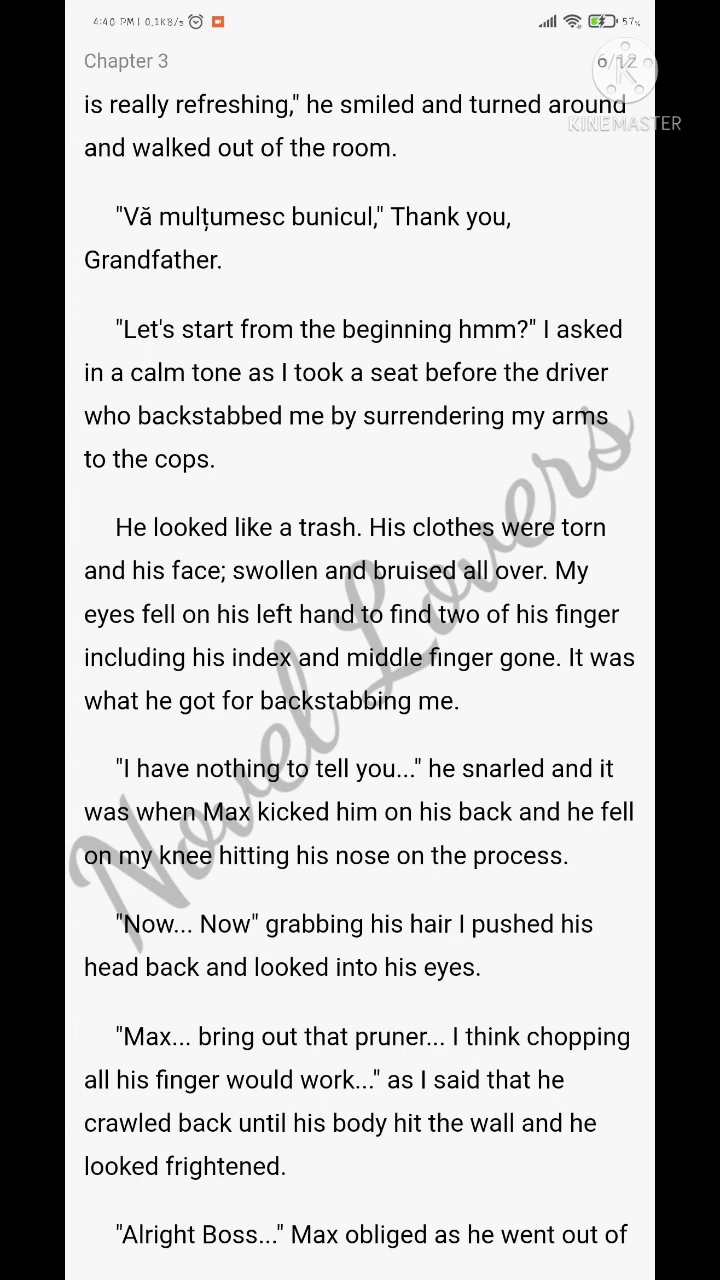 4:40 PM | 0.1KB/s
57%
Chapter 3
6/12
KINEMASTER
is really refreshing," he smiled and turned around
and walked out of the room.
"Vă mulțumesc bunicul," Thank you,
Grandfather.
"Let's start from the beginning hmm?" I asked
in a calm tone as I took a seat before the driver
who backstabbed me by surrendering my arms
to the cops.
He looked like a trash. His clothes were torn
and his face; swollen and bruised all over. My
eyes fell on his left hand to find two of his finger
including his index and middle finger gone. It was
what he got for backstabbing me.
"I have nothing to tell you..." he snarled and it
was when Max kicked him on his back and he fell
on my knee hitting his nose on the process.
"Now... Now" grabbing his hair I pushed his
head back and looked into his eyes.
"Max... bring out that pruner... I think chopping
all his finger would work..." as I said that he
crawled back until his body hit the wall and he
looked frightened.
"Alright Boss..." Max obliged as he went out of
Novel Lovers